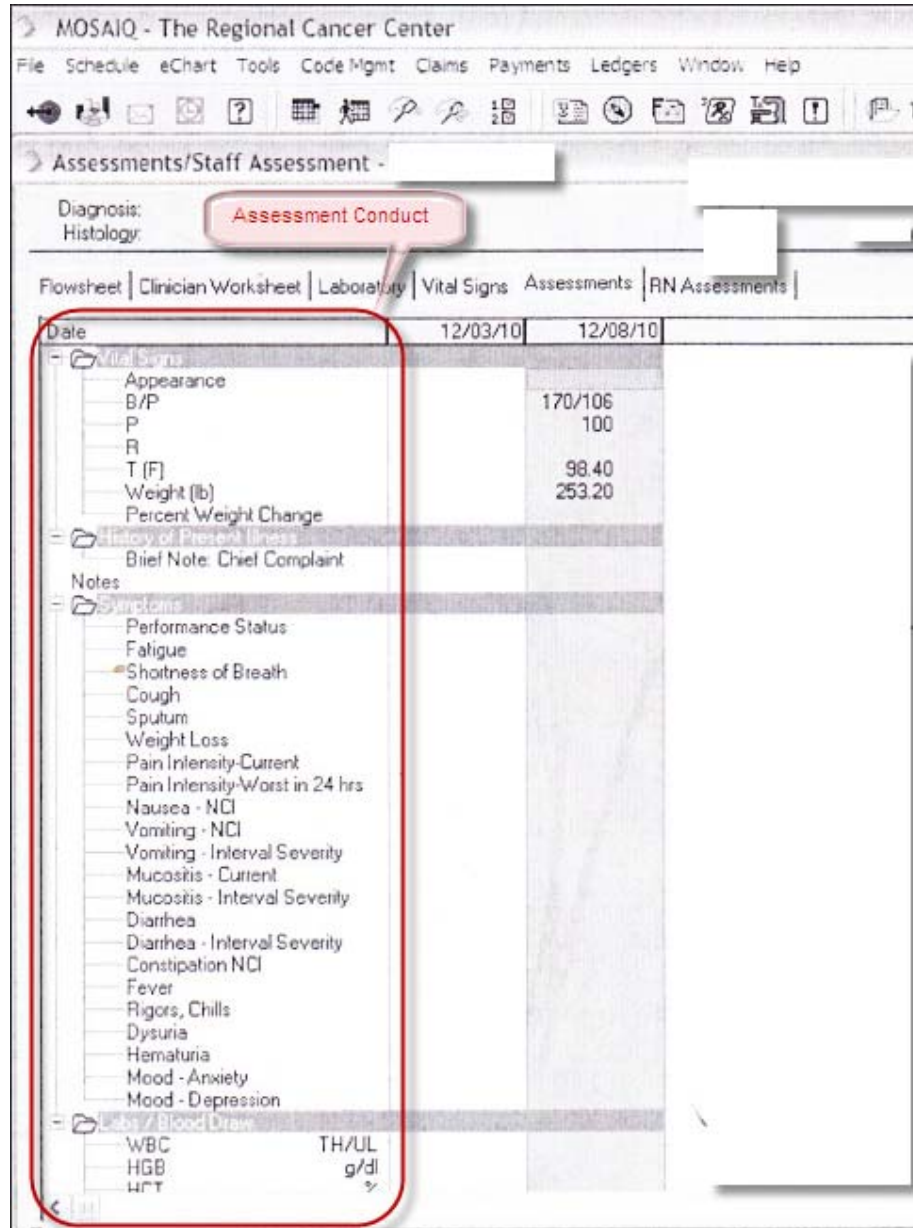 MOSAIQ - The Regional Cancer Center
File Schedule eChart Tools Code Mgmt Claims Payments Ledgers Window Help
Assessments/Staff Assessment -
Diagnosis:
Histology:
Assessment Conduct
Flowsheet Clinician Worksheet Laboratory Vital Signs Assessments RN Assessments
Date 12/03/10 12/08/10
Vital Signs
Appearance
B/P 170/106
P 100
R
T (F) 98.40
Weight (lb) 253.20
Percent Weight Change
History of Present Illness
Brief Note: Chief Complaint
Notes
Symptoms
Performance Status
Fatigue
Shortness of Breath
Cough
Sputum
Weight Loss
Pain Intensity-Current
Pain Intensity-Worst in 24 hrs
Nausea - NCI
Vomiting - NCI
Vomiting - Interval Severity
Mucositis - Current
Mucositis - Interval Severity
Diarrhea
Diarrhea - Interval Severity
Constipation NCI
Fever
Rigors, Chills
Dysuria
Hematuria
Mood - Anxiety
Mood - Depression
Labs / Blood Draw
WBC TH/UL
HGB g/dl
HCT %